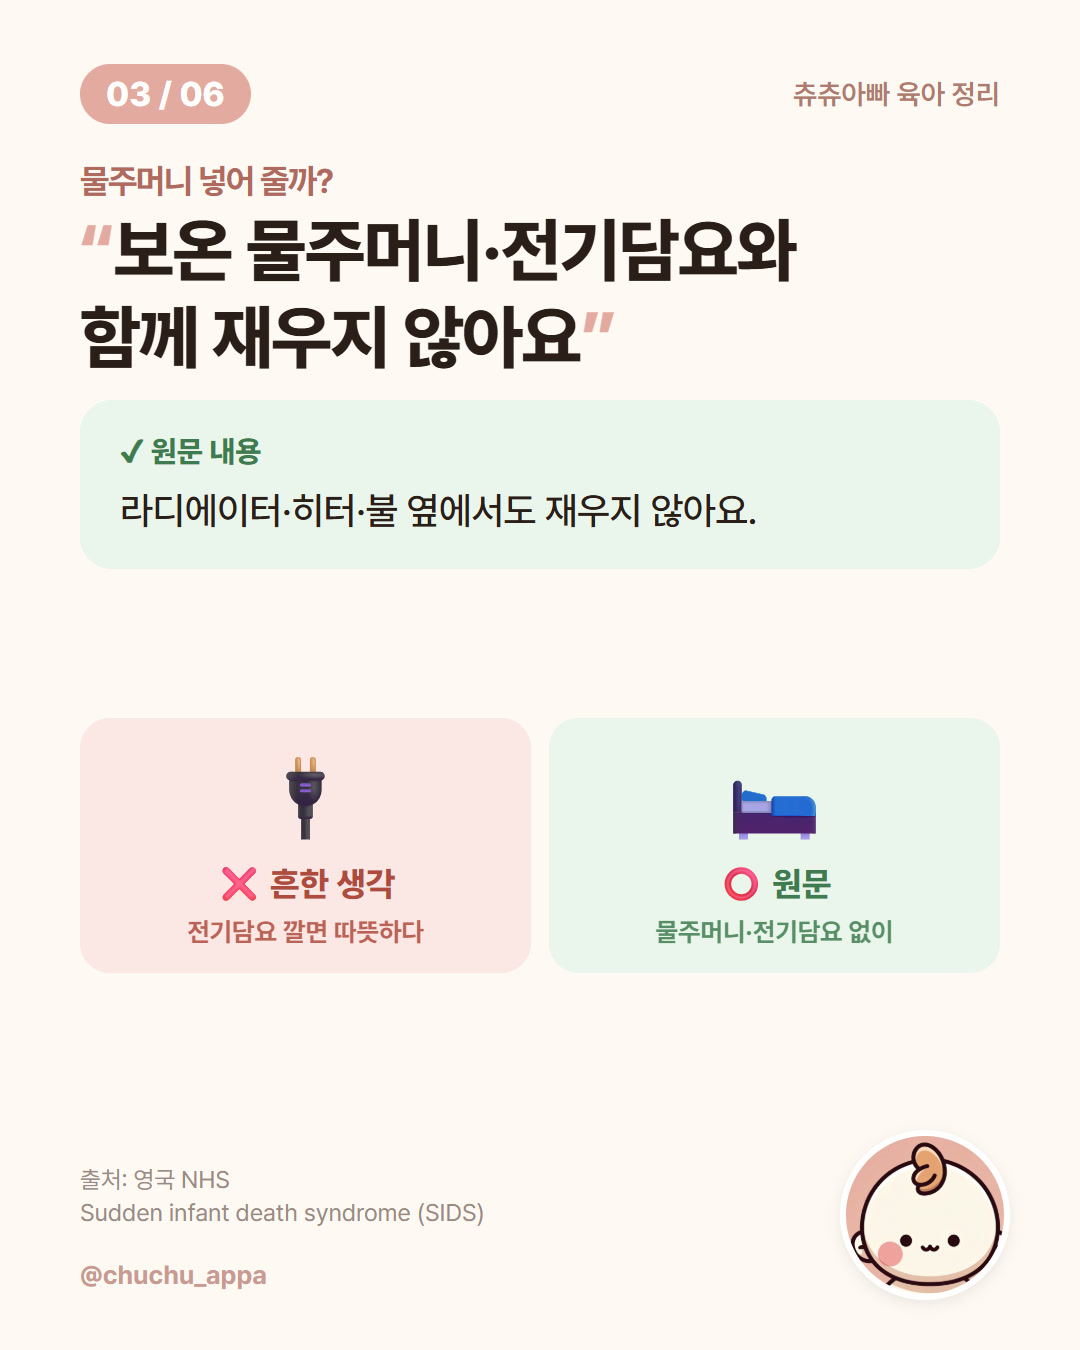 03 / 06
츄츄아빠 육아 정리
물주머니 넣어 줄까?
“보온 물주머니·전기담요와
함께 재우지 않아요”
✓ 원문 내용
라디에이터·히터·불 옆에서도 재우지 않아요.
❌ 흔한 생각
전기담요 깔면 따뜻하다
⭕ 원문
물주머니·전기담요 없이
출처: 영국 NHS
Sudden infant death syndrome (SIDS)
@chuchu_appa